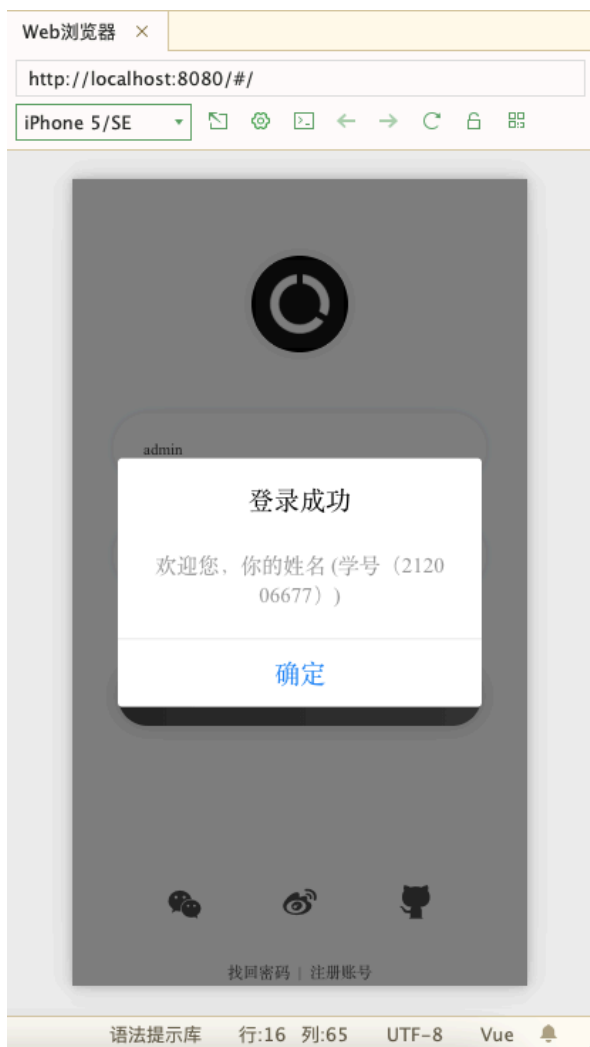 Web浏览器 ×
http://localhost:8080/#/
iPhone 5/SE
admin
登录成功
欢迎您，你的姓名 (学号（2120
06677）)
确定
找回密码 | 注册账号
语法提示库 行:16 列:65 UTF-8 Vue